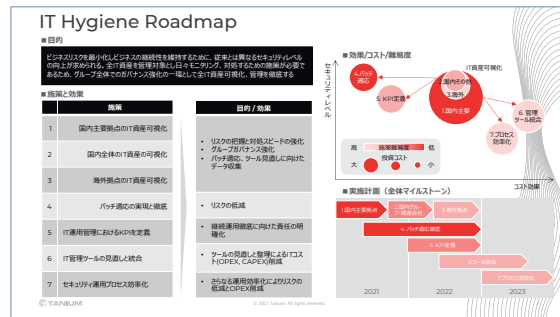 IT Hygiene Roadmap
■目的
ビジネスリスクを最小化しビジネスの継続性を維持するために、従来とは異なるセキュリティレベル
の向上が求められる。全IT資産を管理対象とし日々モニタリング、対処するための施策が必要で
あるため、グループ全体でのガバナンス強化の一環として全IT資産可視化、管理を徹底する
■施策と効果
施策
目的 / 効果
1 国内主要拠点のIT資産可視化
2 国内全体のIT資産の可視化
3 海外拠点のIT資産可視化
4 パッチ適応の実現と徹底
5 IT運用管理におけるKPIを定義
6 IT管理ツールの見直しと統合
7 セキュリティ運用プロセス効率化
• リスクの把握と対処スピードの強化
• グループガバナンス強化
• パッチ適応、ツール見直しに向けた
データ収集
• リスクの低減
• 継続運用徹底に向けた責任の明
確化
• ツールの見直しと整理によるITコス
ト(OPEX, CAPEX)削減
• さらなる運用効率化によりリスクの
低減とOPEX削減
■効果/コスト/難易度
セキュリティレベル
IT資産可視化
4.パッチ
適応
2.国内その他
3.海外
1.国内主要
5. KPI定義
6. 管理
ツール統合
7.プロセス
効率化
高 施策難易度 低
投資コスト
大 小
コスト効果
■実施計画（全体マイルストーン）
1.国内主要拠点
2.国内グルー
プ・関連会社
3.海外拠点
4. パッチ適応徹底
5. KPI定義
6.ツール統合
7.プロセス効率化
2021 2022 2023
TANIUM
© 2021 Tanium. All rights reserved.